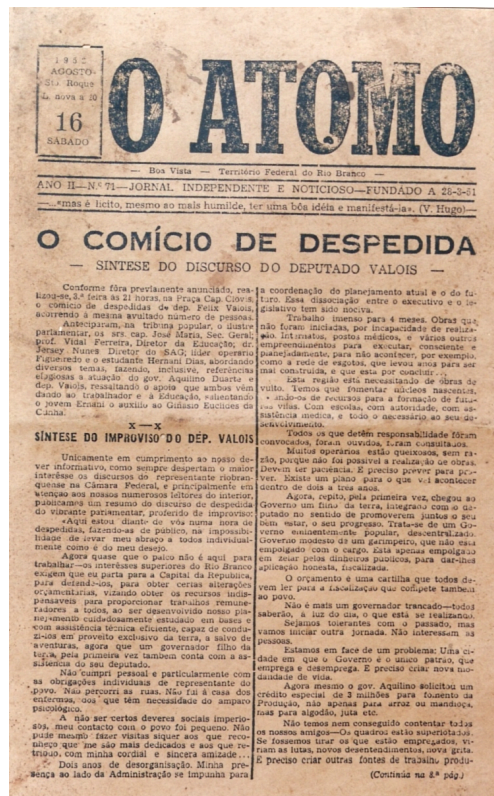 1952
AGOSTO
S. Roque
L. nova a 20
16
SÁBADO
O ATOMO
— Boa Vista — Território Federal do Rio Branco —
ANO II—N.º 71—JORNAL INDEPENDENTE E NOTICIOSO—FUNDADO A 28-3-51
—«mas é lícito, mesmo ao mais humilde, ter uma bôa idéia e manifestá-la». (V. Hugo)—
O COMÍCIO DE DESPEDIDA
— SINTESE DO DISCURSO DO DEPUTADO VALOIS —
Conforme fôra préviamente anunciado, rea-
lizou-se, 3.ª feira às 21 horas, na Praça Cap. Clovis,
o comício de despedidas do dep. Felix Valois,
acorrendo à mesma avultado número de pessoas.
Anteciparam, na tribuna popular, o ilustre
parlamentar, os srs. cap. José Maria, Sec. Geral;
prof. Vidal Ferreira, Diretor da Educação; dr.
Jersey Nunes Diretor do SAG; lider operario
Figueiredo e o estudante Hernani Dias, abordando
diversos temas, fazendo, inclusive, referências
elogiosas à atuação do gov. Aquilino Duarte e
dep. Valois, ressaltando o apoio que ambos vêm
dando ao trabalhador e à Educação, salientando
o jovem Ernani o auxílio ao Ginásio Euclides da
Cunha.
x—x
SÍNTESE DO IMPROVISO DO DÉP. VALOIS
Unicamente em cumprimento ao nosso de-
ver informativo, como sempre despertam o maior
interêsse os discursos do representante riobran-
quense na Câmara Federal, e principalmente em
atenção aos nossos numerosos leitores do interior,
publicamos um resumo do discurso de despedida
do vibrante parlamentar, proferido de improviso:
«Aqui estou diante de vós numa hora de
despedidas, fazendo-as de público, na impossibi-
lidade de levar meu abraço a todos individual-
mente como é do meu desejo.
Agora quase que o palco não é aqui para
trabalhar—os interêsses superiores do Rio Branco
exigem que eu parta para a Capital da Republica,
para defendê-los, para obter certas alterações
orçamentárias, vizando obter os recursos indis-
pensaveis para proporcionar trabalhos remune-
radores a todos, ao ser desenvolvido nosso pla-
nejamento cuidadosamente estudado em bases e
com assistência técnica eficiente, capaz de condu-
zi-los em proveito exclusivo da terra, a salvo de
aventuras, agora que um governador filho da
terra, pela primeira vez tambem conta com a as-
sistência do seu deputado.
Não cumpri pessoal e particularmente com
as obrigações individuais de representante do
povo. Não percorri as ruas. Não fui à casa dos
enfermos, dos que têm necessidade do amparo
psicológico.
A não ser certos deveres sociais imperio-
sos, meu contacto com o povo foi pequeno. Não
pude mesmo fazer visitas siquer aos que reco-
nheço que me são mais dedicados e aos que re-
tribuo, com minha cordial e sincera amizade...
Dois anos de desorganisação. Minha pre-
sença ao lado da Administração se impunha para
a coordenação do planejamento atual e o do fu-
turo. Essa dissociação entre o executivo e o le-
gislativo tem sido nociva.
Trabalho imenso para 4 meses. Obras que
não foram iniciadas, por incapacidade de realiza-
ção. Internatos, postos médicos, e vários outros
empreendimentos para executar, consciente e
planejadamente, para não acontecer, por exemplo,
como a rede de esgotos, que levou anos para ser
mal construida, e que está por concluir...
Esta região está necessitando de obras de
vulto. Temos que fomentar núcleos nascentes.
de recursos para a formação de futu-
ras vilas. Com escolas, com autoridade, com as-
sistência medica, e todo o necessário ao seu de-
senvolvimento.
Todos os que detêm responsabilidade foram
convocados, foram ouvidos, foram consultados.
Muitos operários estão queixosos, sem ra-
zão, porque não foi possivel a realização de obras.
Devem ter paciência. E preciso prever para pro-
ver. Existe um plano para o que vai acontecer
dentro de dois a tres anos.
Agora, repito, pela primeira vez, chegou ao
Governo um filho da terra, integrado com o de-
putado no sentido de promoverem juntos o seu
bem estar, o seu progresso. Trata-se de um Go-
verno eminentemente popular, descentralizado.
Governo modesto de um garimpeiro, que não está
empolgado com o cargo. Está apenas empolgado
em zelar pelos dinheiros públicos, para dar-lhes
aplicação honesta, fiscalizada.
O orçamento é uma cartilha que todos de-
vem ler para a fiscalização que compete tambem
ao povo.
Não é mais um governador trancado—todos
saberão, à luz do dia, o que está se realizando.
Sejamos tolerantes com o passado, mas
vamos iniciar outra jornada. Não interessam as
pessoas.
Estamos em face de um problema: Uma ci-
dade em que o Governo é o unico patrão, que
emprega e desemprega. E preciso criar nova mo-
dalidade de vida.
Agora mesmo o gov. Aquilino solicitou um
crédito especial de 3 milhões para fomento da
Produção, não apenas para arroz ou mandioca,
mas para algodão, juta etc.
Não temos nem conseguido contentar todos
os nossos amigos—Os quadros estão superlotados.
Se fossemos tirar os que estão empregados, vi-
riam as lutas, novos desentendimentos, nova grita.
E preciso criar outras fontes de trabalho produ-
(Continúa na 8.ª pág.)